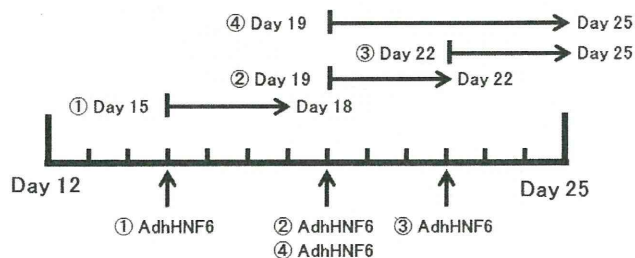 ④ Day 19 Day 25
③ Day 22 Day 25
② Day 19 Day 22
① Day 15 Day 18
Day 12 Day 25
① AdhHNF6 ② AdhHNF6 ③ AdhHNF6
④ AdhHNF6